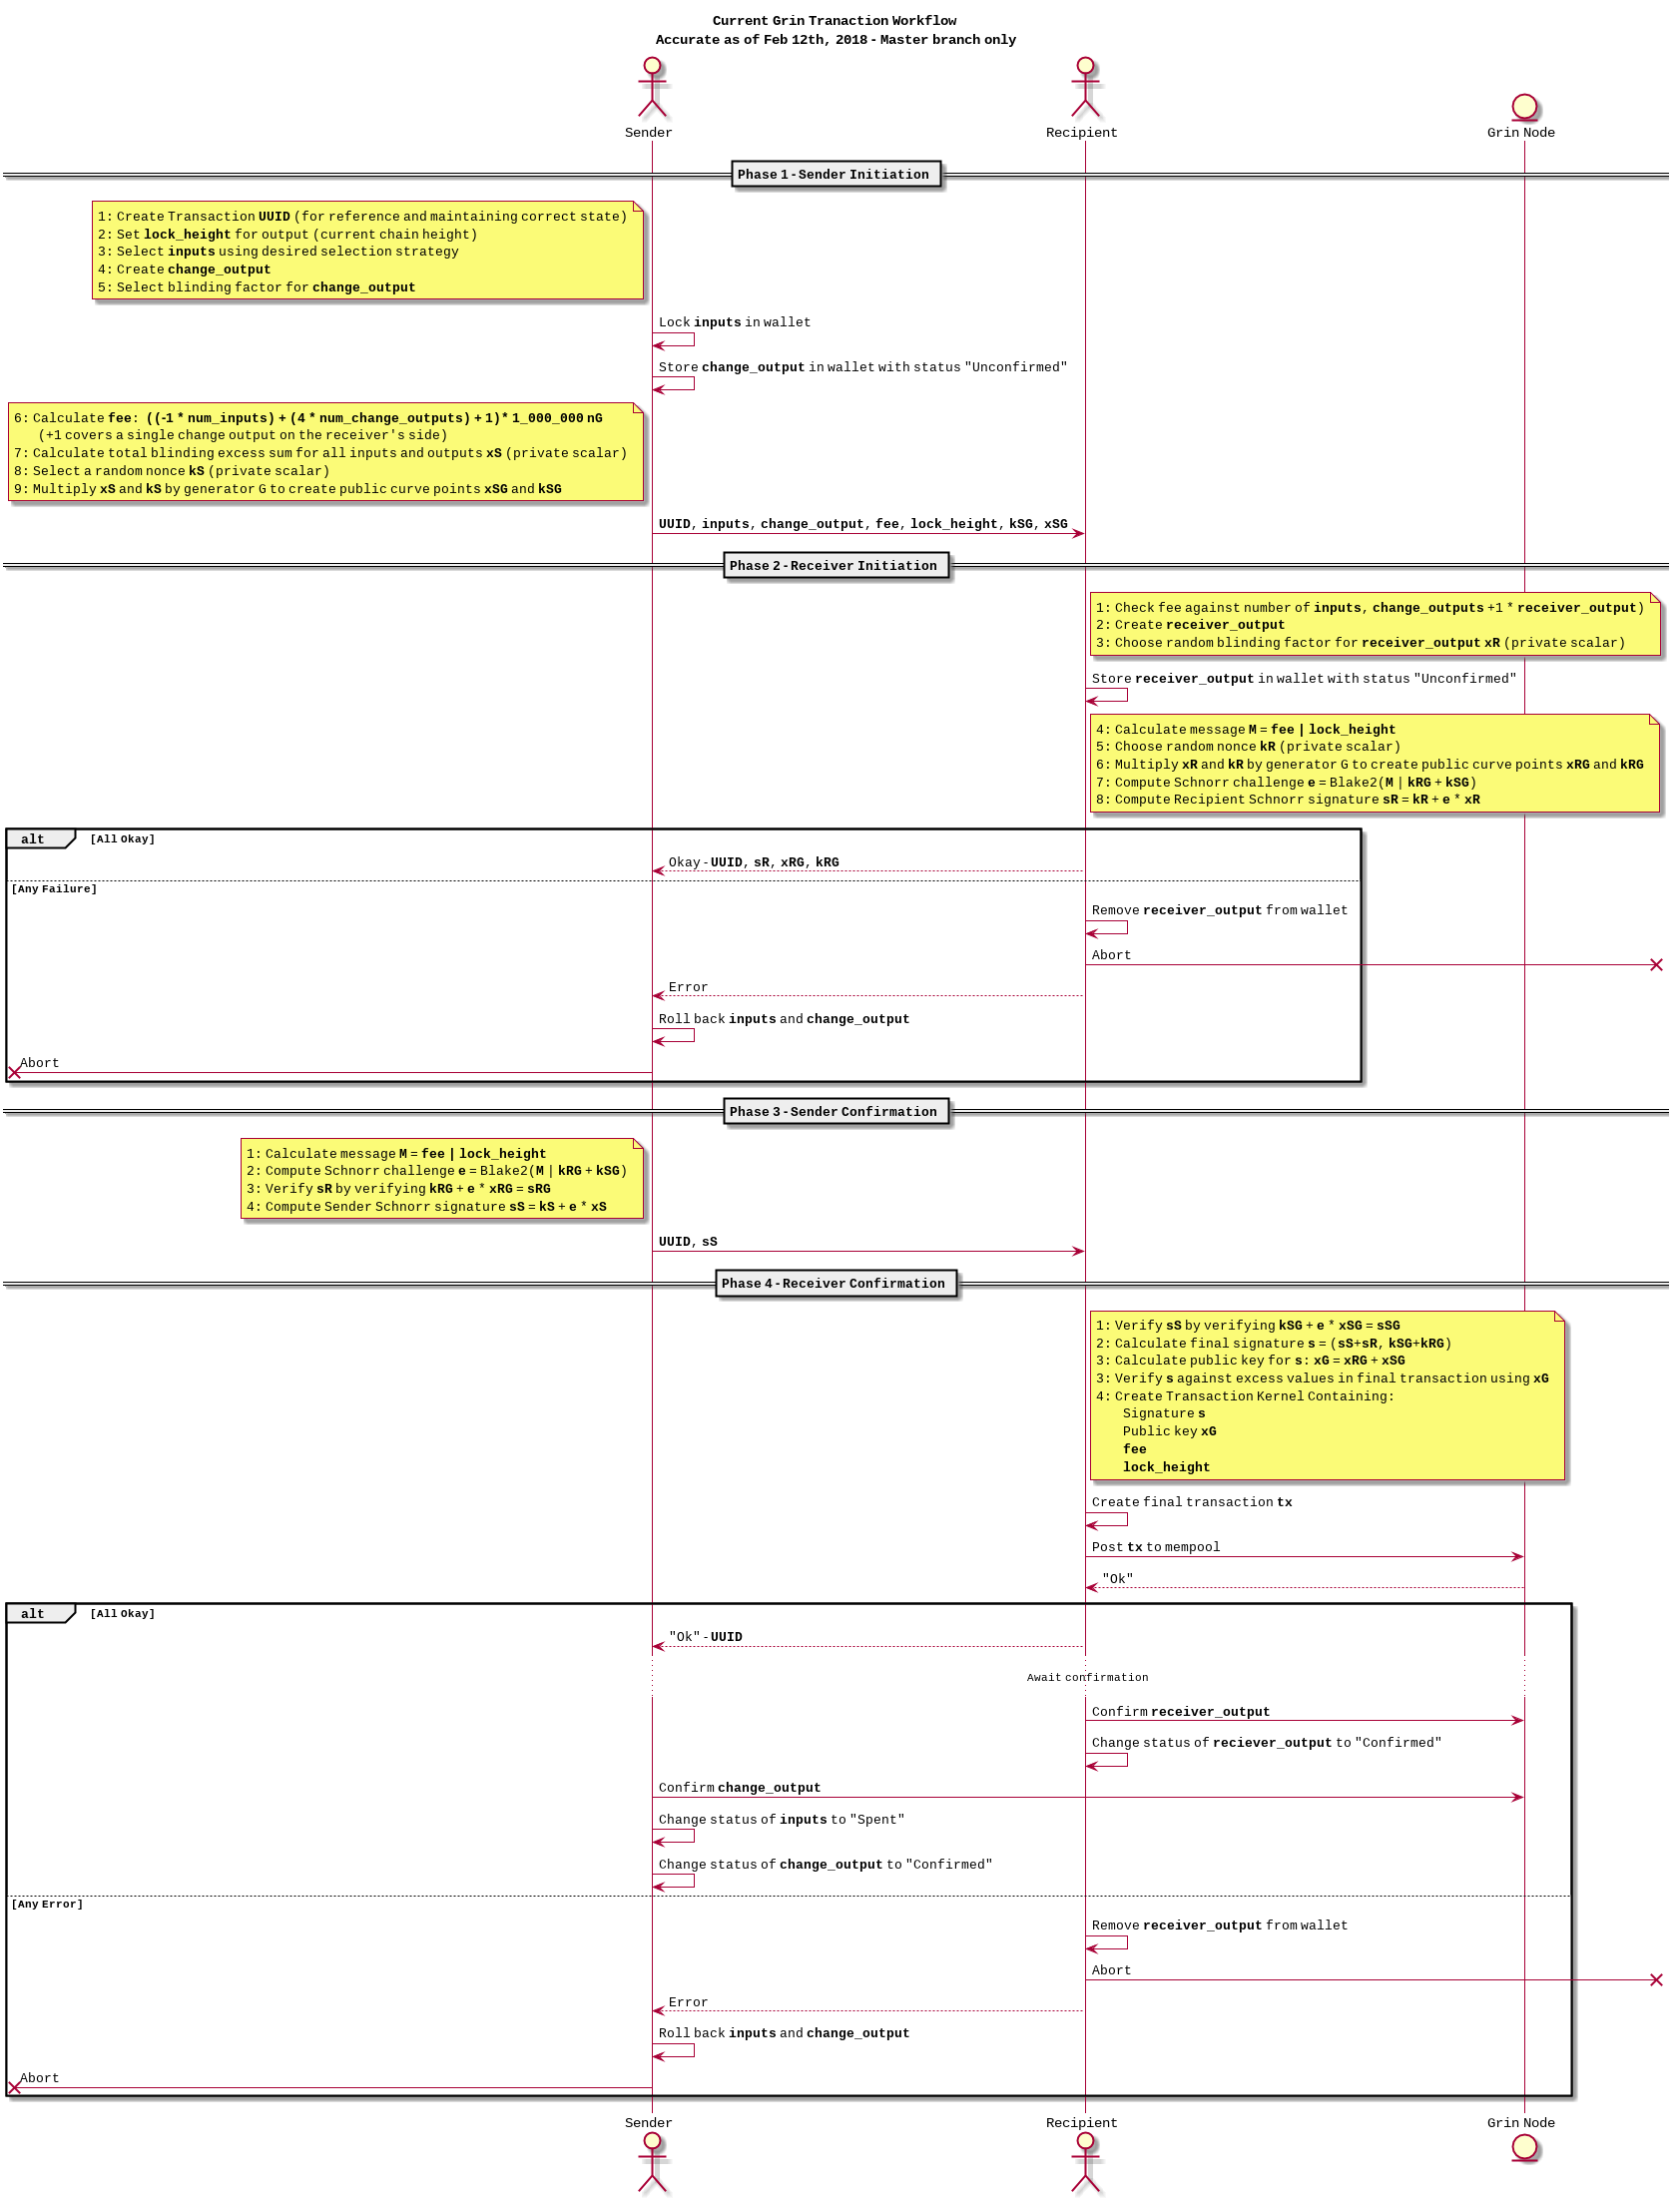 Current Grin Tranaction Workflow
Accurate as of Feb 12th, 2018 - Master branch only
Sender
Recipient
Grin Node
Phase 1 - Sender Initiation
1: Create Transaction UUID (for reference and maintaining correct state)
2: Set lock_height for output (current chain height)
3: Select inputs using desired selection strategy
4: Create change_output
5: Select blinding factor for change_output
Lock inputs in wallet
Store change_output in wallet with status "Unconfirmed"
6: Calculate fee: ((-1 * num_inputs) + (4 * num_change_outputs) + 1)* 1_000_000 nG
(+1 covers a single change output on the receiver's side)
7: Calculate total blinding excess sum for all inputs and outputs xS (private scalar)
8: Select a random nonce kS (private scalar)
9: Multiply xS and kS by generator G to create public curve points xSG and kSG
UUID, inputs, change_output, fee, lock_height, kSG, xSG
Phase 2 - Receiver Initiation
1: Check fee against number of inputs, change_outputs +1 * receiver_output)
2: Create receiver_output
3: Choose random blinding factor for receiver_output xR (private scalar)
Store receiver_output in wallet with status "Unconfirmed"
4: Calculate message M = fee | lock_height
5: Choose random nonce kR (private scalar)
6: Multiply xR and kR by generator G to create public curve points xRG and kRG
7: Compute Schnorr challenge e = Blake2(M | kRG + kSG)
8: Compute Recipient Schnorr signature sR = kR + e * xR
alt [All Okay]
Okay - UUID, sR, xRG, kRG
[Any Failure]
Remove receiver_output from wallet
Abort
Error
Roll back inputs and change_output
Abort
Phase 3 - Sender Confirmation
1: Calculate message M = fee | lock_height
2: Compute Schnorr challenge e = Blake2(M | kRG + kSG)
3: Verify sR by verifying kRG + e * xRG = sRG
4: Compute Sender Schnorr signature sS = kS + e * xS
UUID, sS
Phase 4 - Receiver Confirmation
1: Verify sS by verifying kSG + e * xSG = sSG
2: Calculate final signature s = (sS+sR, kSG+kRG)
3: Calculate public key for s: xG = xRG + xSG
3: Verify s against excess values in final transaction using xG
4: Create Transaction Kernel Containing:
Signature s
Public key xG
fee
lock_height
Create final transaction tx
Post tx to mempool
"Ok"
alt [All Okay]
"Ok" - UUID
Await confirmation
Confirm receiver_output
Change status of reciever_output to "Confirmed"
Confirm change_output
Change status of inputs to "Spent"
Change status of change_output to "Confirmed"
[Any Error]
Remove receiver_output from wallet
Abort
Error
Roll back inputs and change_output
Abort
Sender
Recipient
Grin Node